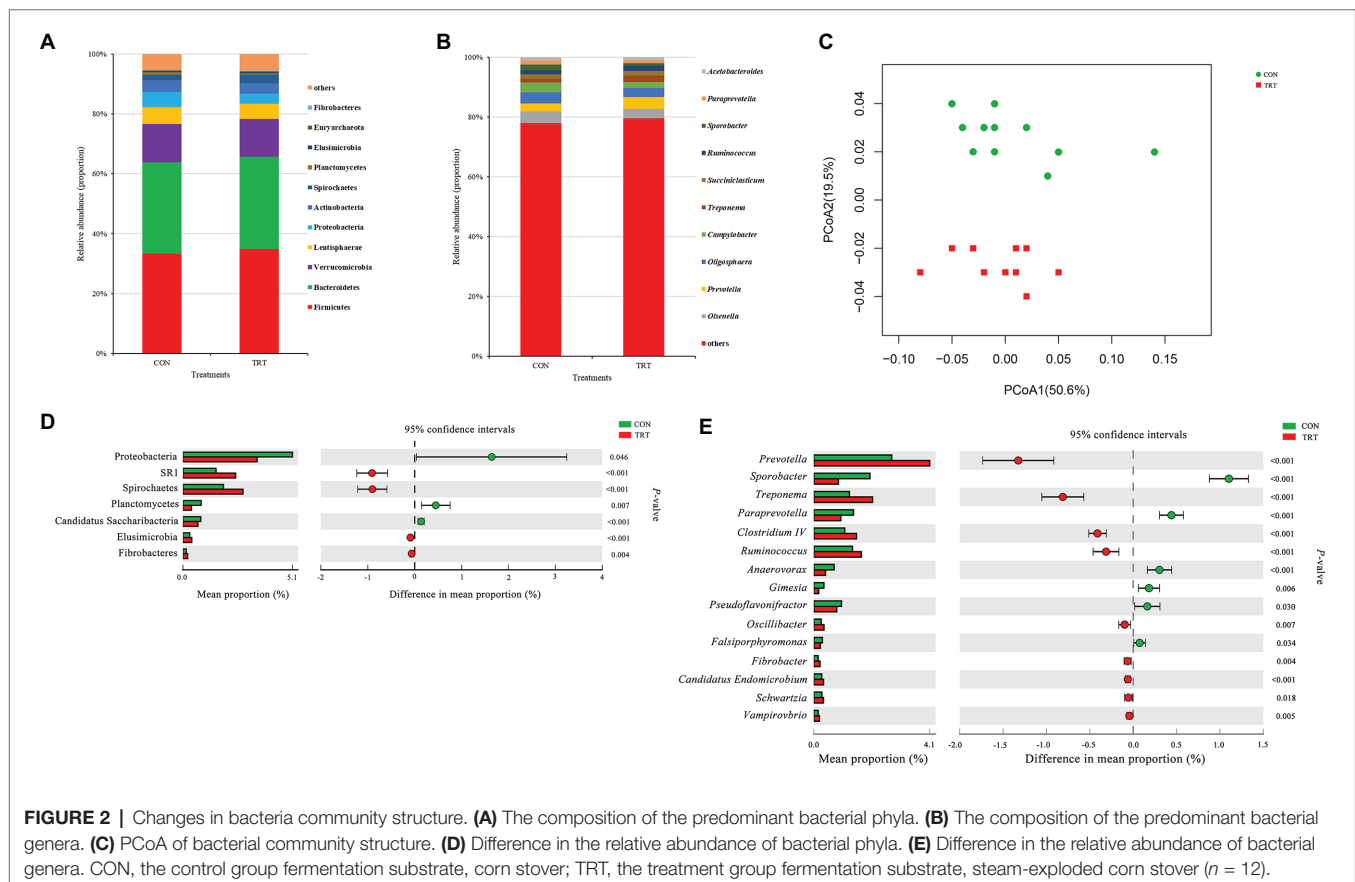 A
100%
80%
60%
40%
20%
0%
Relative abundance (proportion)
CON
TRT
Treatments
others
Fibrobacteres
Euryarchaeota
Elusimicrobia
Planctomycetes
Spirochaetes
Actinobacteria
Proteobacteria
Lentisphaerae
Verrucomicrobia
Bacteroidetes
Firmicutes
B
100%
80%
60%
40%
20%
0%
Relative abundance (proportion)
CON
TRT
Treatments
Acetobacteroides
Paraprevotella
Sporobacter
Ruminococcus
Succiniclasticum
Treponema
Campylobacter
Oligosphaera
Prevotella
Olsenella
others
C
CON
TRT
0.04
0.02
0.00
−0.02
−0.04
PCoA2(19.5%)
−0.10
−0.05
0.00
0.05
0.10
0.15
PCoA1(50.6%)
D
95% confidence intervals
CON
TRT
Proteobacteria
0.046
SR1
<0.001
Spirochaetes
<0.001
Planctomycetes
0.007
Candidatus Saccharibacteria
<0.001
Elusimicrobia
<0.001
Fibrobacteres
0.004
P-valve
0.0
5.1
-2
-1
0
1
2
3
4
Mean proportion (%)
Difference in mean proportion (%)
E
95% confidence intervals
CON
TRT
Prevotella
<0.001
Sporobacter
<0.001
Treponema
<0.001
Paraprevotella
<0.001
Clostridium IV
<0.001
Ruminococcus
<0.001
Anaerovorax
<0.001
Gimesia
0.006
Pseudoflavonifractor
0.030
Oscillibacter
0.007
Falsiporphyromonas
0.034
Fibrobacter
0.004
Candidatus Endomicrobium
<0.001
Schwartzia
0.018
Vampirovbrio
0.005
P-valve
0.0
4.1
-2.0
-1.5
-1.0
-0.5
0.0
0.5
1.0
1.5
Mean proportion (%)
Difference in mean proportion (%)
FIGURE 2 | Changes in bacteria community structure. (A) The composition of the predominant bacterial phyla. (B) The composition of the predominant bacterial
genera. (C) PCoA of bacterial community structure. (D) Difference in the relative abundance of bacterial phyla. (E) Difference in the relative abundance of bacterial
genera. CON, the control group fermentation substrate, corn stover; TRT, the treatment group fermentation substrate, steam-exploded corn stover (n = 12).